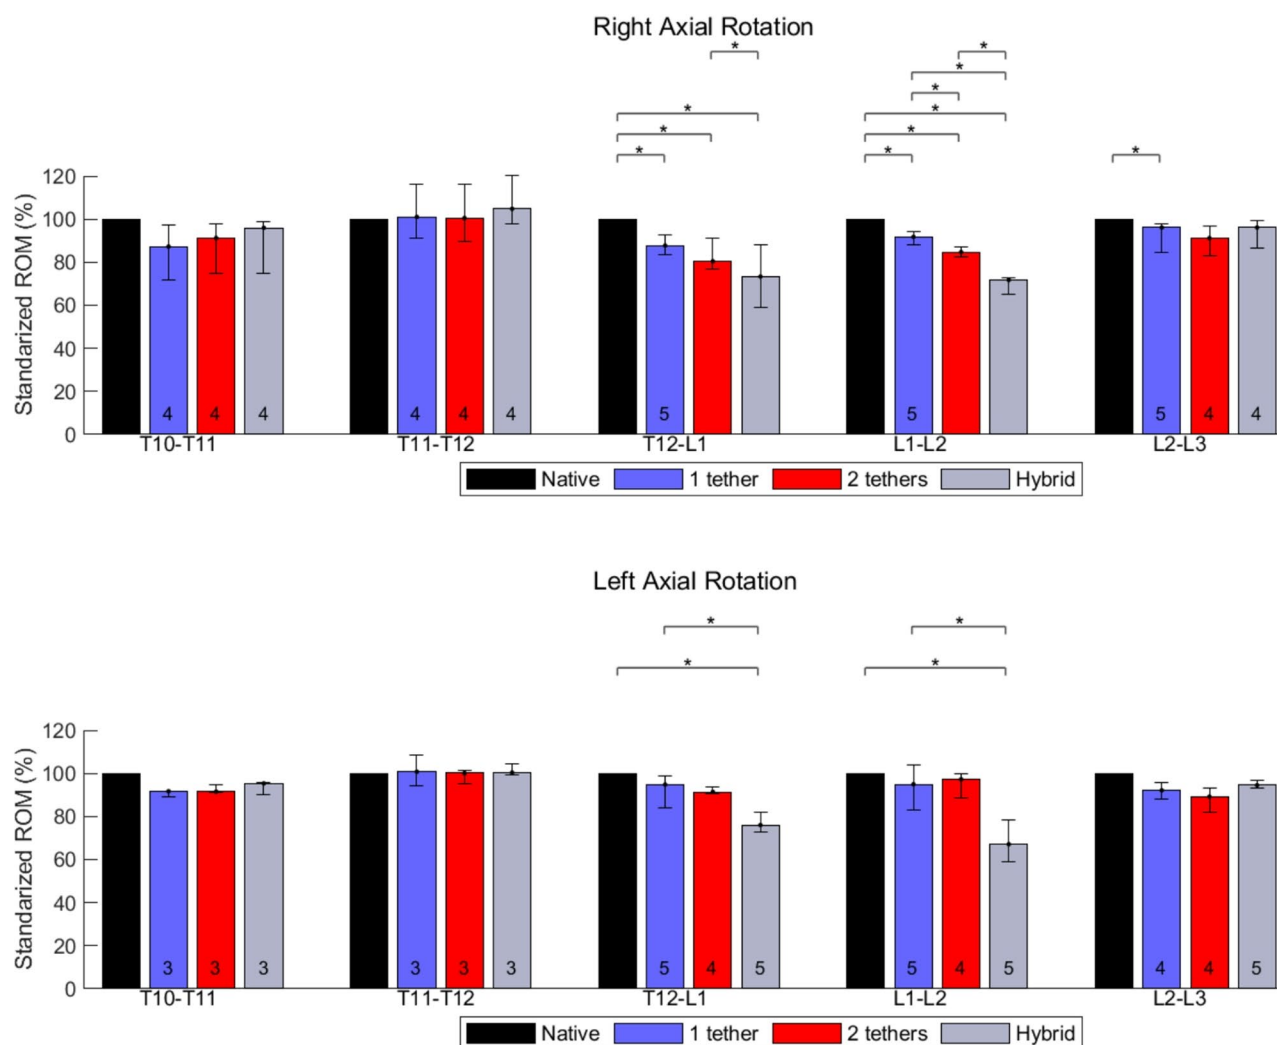 Right Axial Rotation
*
* *
* *
* *
* * *
* * *
Standarized ROM (%)
120
100
80
60
40
20
0
4 4 4 4 4 4 5 5 5 4 4
T10-T11 T11-T12 T12-L1 L1-L2 L2-L3
Native 1 tether 2 tethers Hybrid
Left Axial Rotation
* *
* *
Standarized ROM (%)
120
100
80
60
40
20
0
3 3 3 3 3 3 5 4 5 5 4 5 4 4 5
T10-T11 T11-T12 T12-L1 L1-L2 L2-L3
Native 1 tether 2 tethers Hybrid